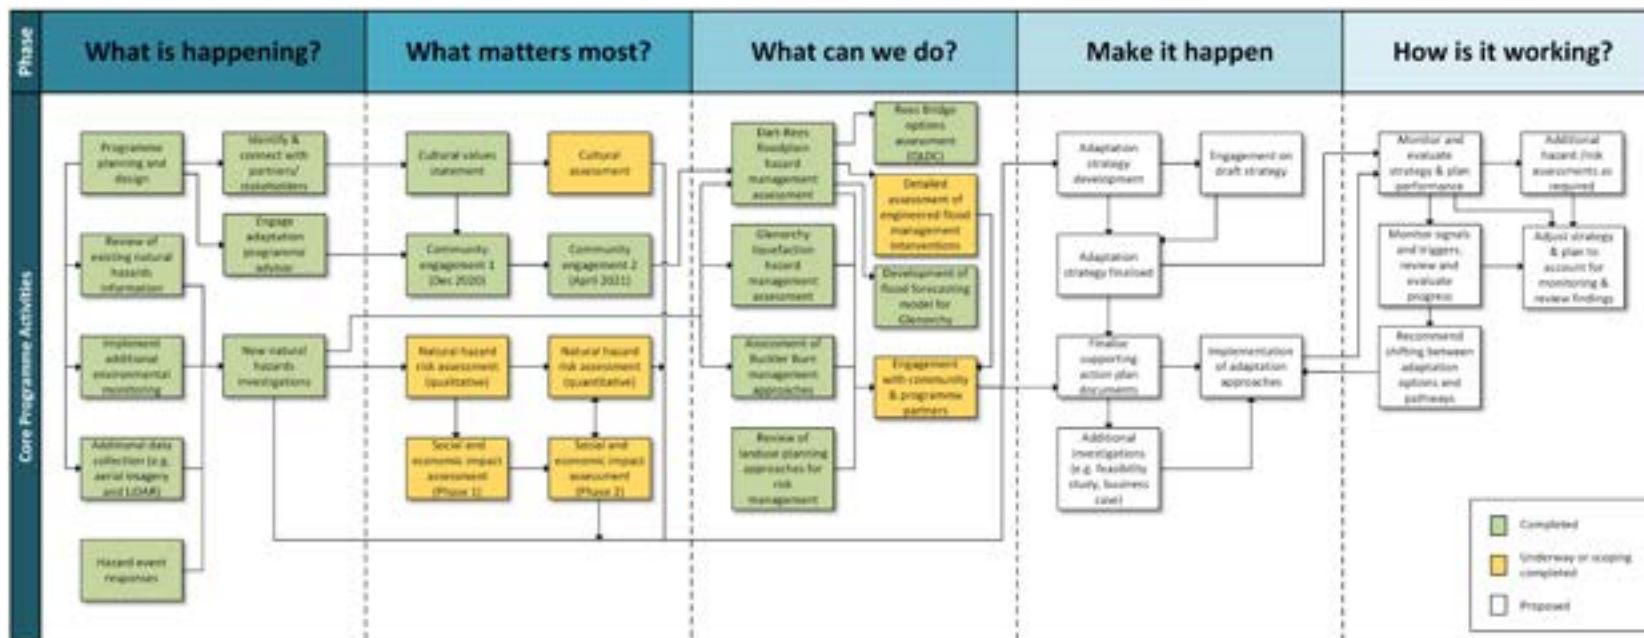 Phase
What is happening?
What matters most?
What can we do?
Make it happen
How is it working?
Core Programme Activities
Programme
planning and
design
Identify &
connect with
partners/
stakeholders
Engage
adaptation
programme
advisor
Review of
existing natural
hazards
information
Implement
additional
environmental
monitoring
New natural
hazards
investigations
Additional data
collection (e.g.
aerial imagery
and LiDAR)
Hazard event
responses
Cultural values
statement
Cultural
assessment
Community
engagement 1
(Dec 2020)
Community
engagement 2
(April 2021)
Natural hazard
risk assessment
(qualitative)
Natural hazard
risk assessment
(quantitative)
Social and
economic impact
assessment
(Phase 1)
Social and
economic impact
assessment
(Phase 2)
Dart-Rees
floodplain
hazard
management
assessment
Rees Bridge
options
assessment
(QLDC)
Detailed
assessment of
engineered flood
management
interventions
Glenorchy
liquefaction
hazard
management
assessment
Development of
flood forecasting
model for
Glenorchy
Assessment of
Buckler Burn
management
approaches
Engagement
with community
& programme
partners
Review of
landuse planning
approaches for
risk
management
Adaptation
strategy
development
Engagement on
draft strategy
Adaptation
strategy finalised
Finalise
supporting
action plan
documents
Implementation
of adaptation
approaches
Additional
investigations
(e.g. feasibility
study, business
case)
Monitor and
evaluate
strategy & plan
performance
Additional
hazard /risk
assessments as
required
Monitor signals
and triggers,
review and
evaluate
progress
Adjust strategy
& plan to
account for
monitoring &
review findings
Recommend
shifting between
adaptation
options and
pathways
Completed
Underway or scoping
completed
Proposed